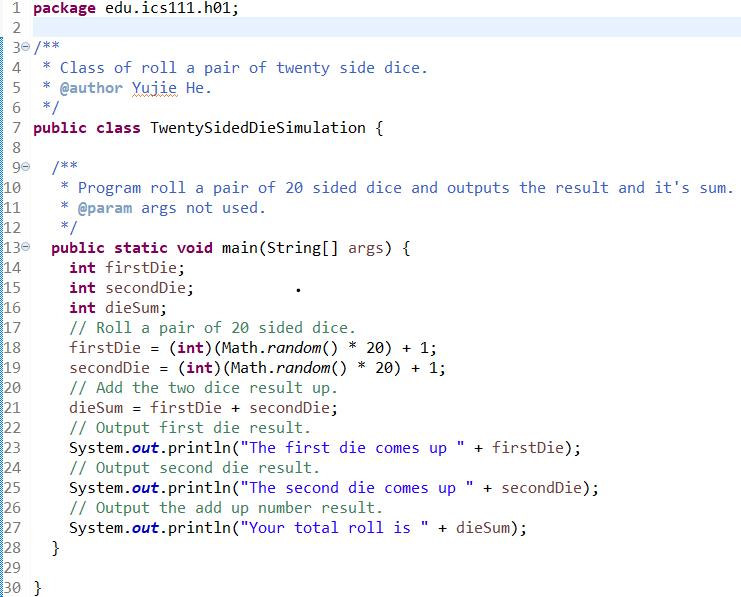 1 package edu.ics111.h01;
2
3 /**
4  * Class of roll a pair of twenty side dice.
5  * @author Yujie He.
6  */
7 public class TwentySidedDieSimulation {
8
9   /**
10    * Program roll a pair of 20 sided dice and outputs the result and it's sum.
11    * @param args not used.
12    */
13   public static void main(String[] args) {
14     int firstDie;
15     int secondDie;
16     int dieSum;
17     // Roll a pair of 20 sided dice.
18     firstDie = (int)(Math.random() * 20) + 1;
19     secondDie = (int)(Math.random() * 20) + 1;
20     // Add the two dice result up.
21     dieSum = firstDie + secondDie;
22     // Output first die result.
23     System.out.println("The first die comes up " + firstDie);
24     // Output second die result.
25     System.out.println("The second die comes up " + secondDie);
26     // Output the add up number result.
27     System.out.println("Your total roll is " + dieSum);
28   }
29
30 }